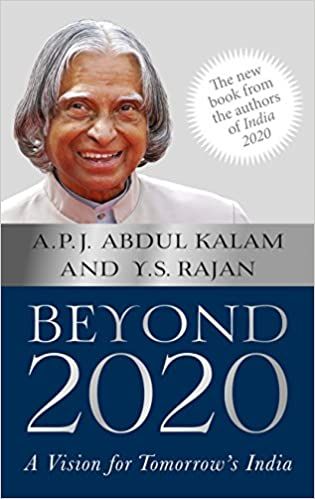 The new
book from
the authors
of India
2020
A.P.J. ABDUL KALAM
AND Y.S. RAJAN
BEYOND
2020
A Vision for Tomorrow's India